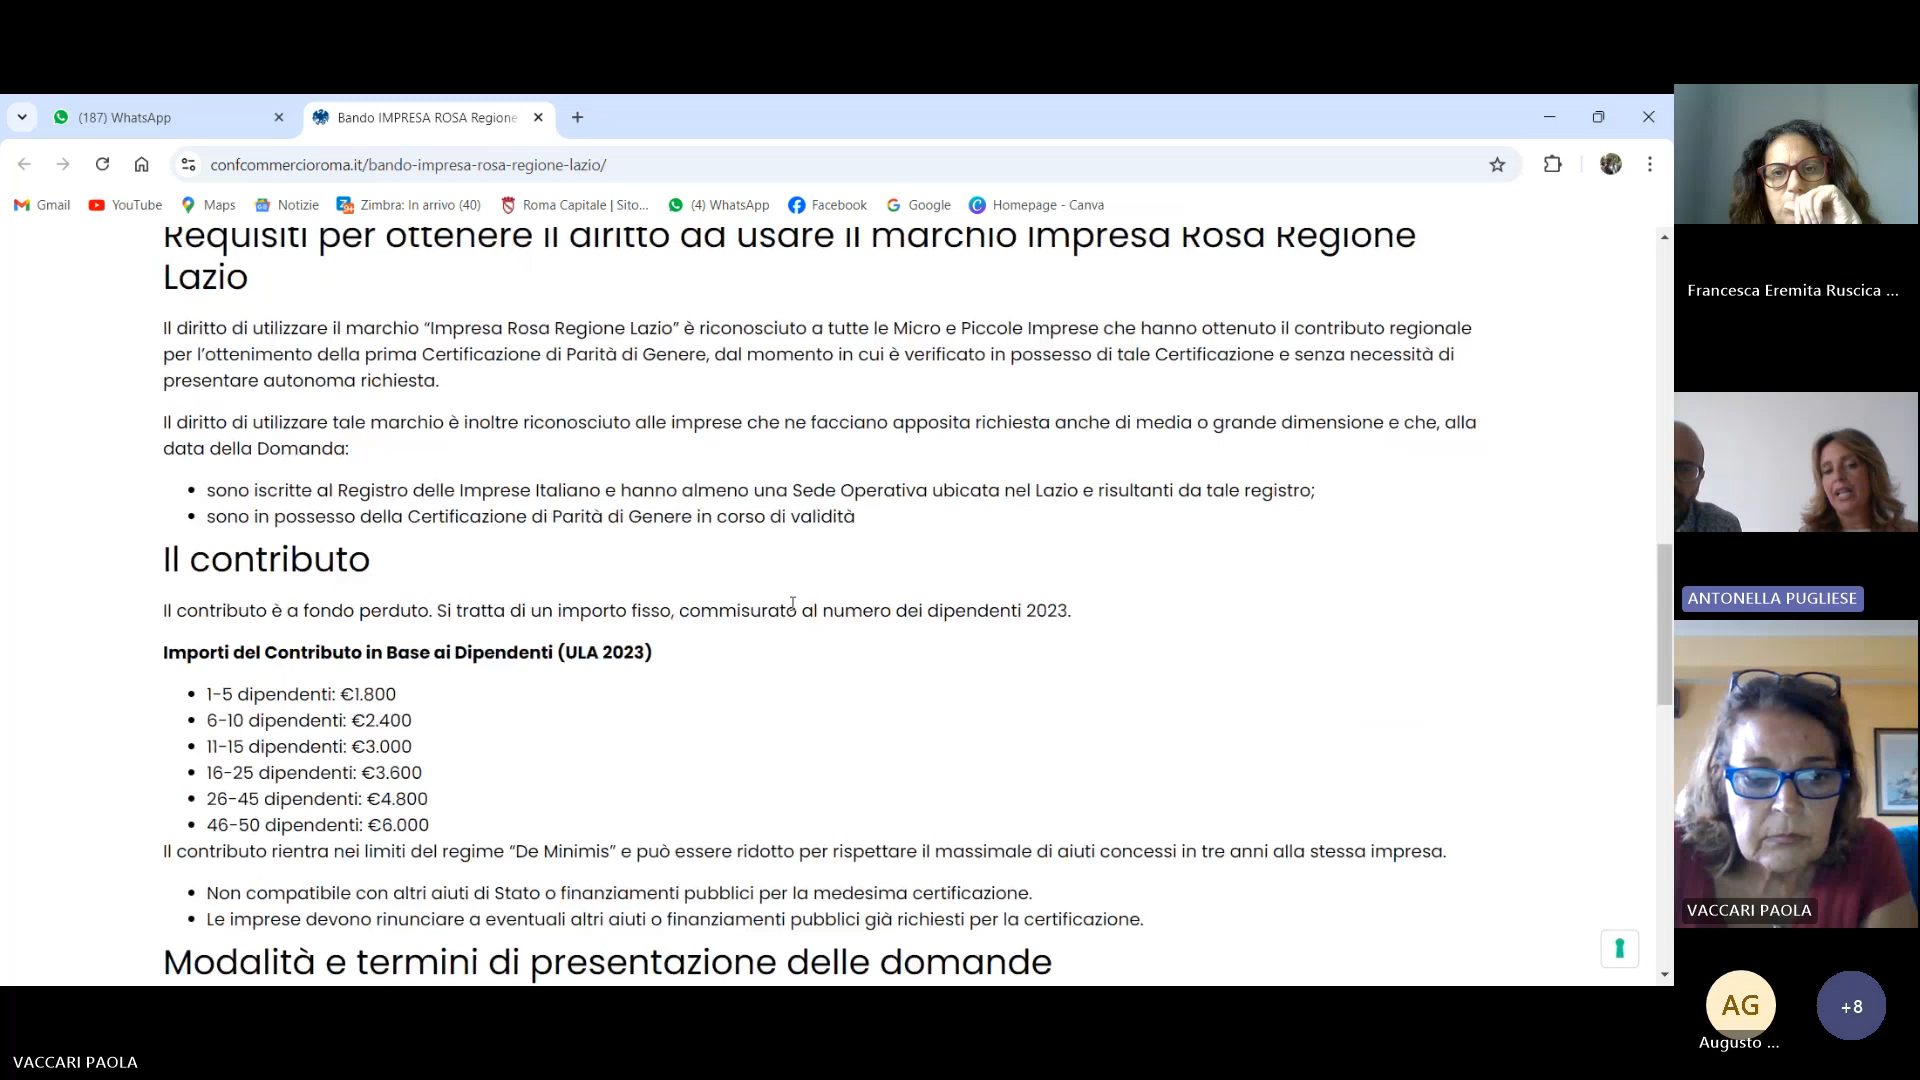 (187) WhatsApp
Bando IMPRESA ROSA Regione
confcommercioroma.it/bando-impresa-rosa-regione-lazio/
Gmail YouTube Maps Notizie Zimbra: In arrivo (40) Roma Capitale | Sito... (4) WhatsApp Facebook Google Homepage - Canva
Requisiti per ottenere il diritto ad usare il marchio Impresa Rosa Regione
Lazio
Il diritto di utilizzare il marchio “Impresa Rosa Regione Lazio” è riconosciuto a tutte le Micro e Piccole Imprese che hanno ottenuto il contributo regionale
per l’ottenimento della prima Certificazione di Parità di Genere, dal momento in cui è verificato in possesso di tale Certificazione e senza necessità di
presentare autonoma richiesta.
Il diritto di utilizzare tale marchio è inoltre riconosciuto alle imprese che ne facciano apposita richiesta anche di media o grande dimensione e che, alla
data della Domanda:
• sono iscritte al Registro delle Imprese Italiano e hanno almeno una Sede Operativa ubicata nel Lazio e risultanti da tale registro;
• sono in possesso della Certificazione di Parità di Genere in corso di validità
Il contributo
Il contributo è a fondo perduto. Si tratta di un importo fisso, commisurato al numero dei dipendenti 2023.
Importi del Contributo in Base ai Dipendenti (ULA 2023)
• 1-5 dipendenti: €1.800
• 6-10 dipendenti: €2.400
• 11-15 dipendenti: €3.000
• 16-25 dipendenti: €3.600
• 26-45 dipendenti: €4.800
• 46-50 dipendenti: €6.000
Il contributo rientra nei limiti del regime “De Minimis” e può essere ridotto per rispettare il massimale di aiuti concessi in tre anni alla stessa impresa.
• Non compatibile con altri aiuti di Stato o finanziamenti pubblici per la medesima certificazione.
• Le imprese devono rinunciare a eventuali altri aiuti o finanziamenti pubblici già richiesti per la certificazione.
Modalità e termini di presentazione delle domande
Francesca Eremita Ruscica ...
ANTONELLA PUGLIESE
VACCARI PAOLA
AG
+8
Augusto ...
VACCARI PAOLA